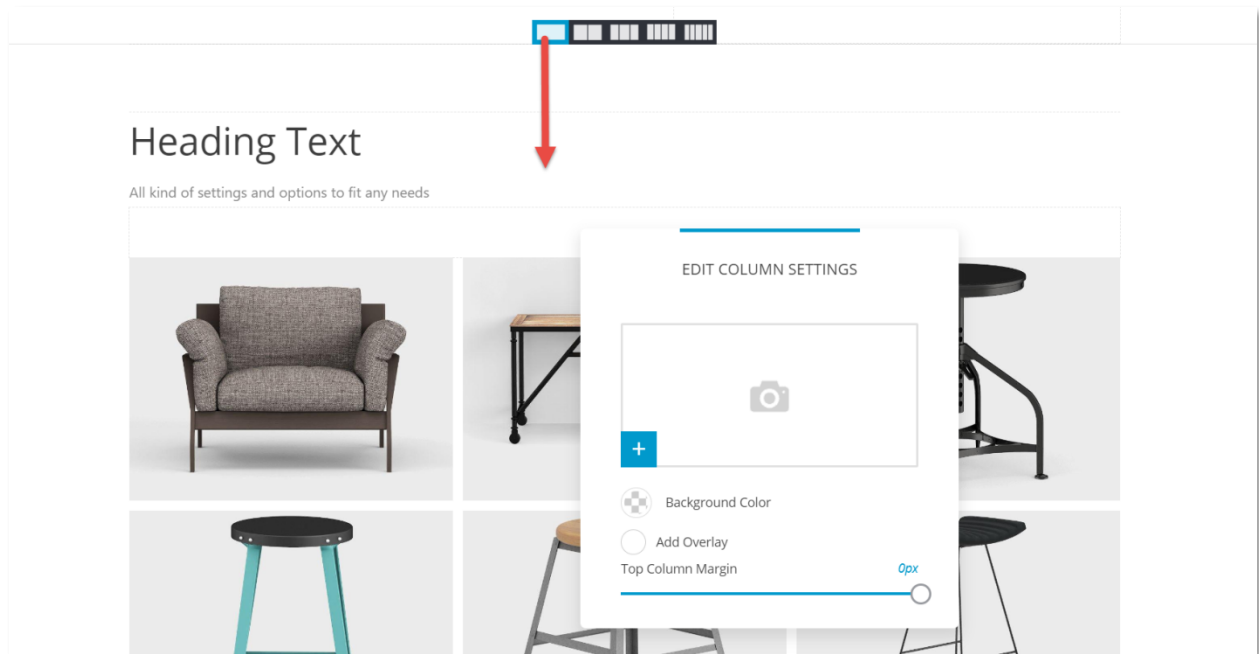 Heading Text
All kind of settings and options to fit any needs
EDIT COLUMN SETTINGS
Background Color
Add Overlay
Top Column Margin 0px